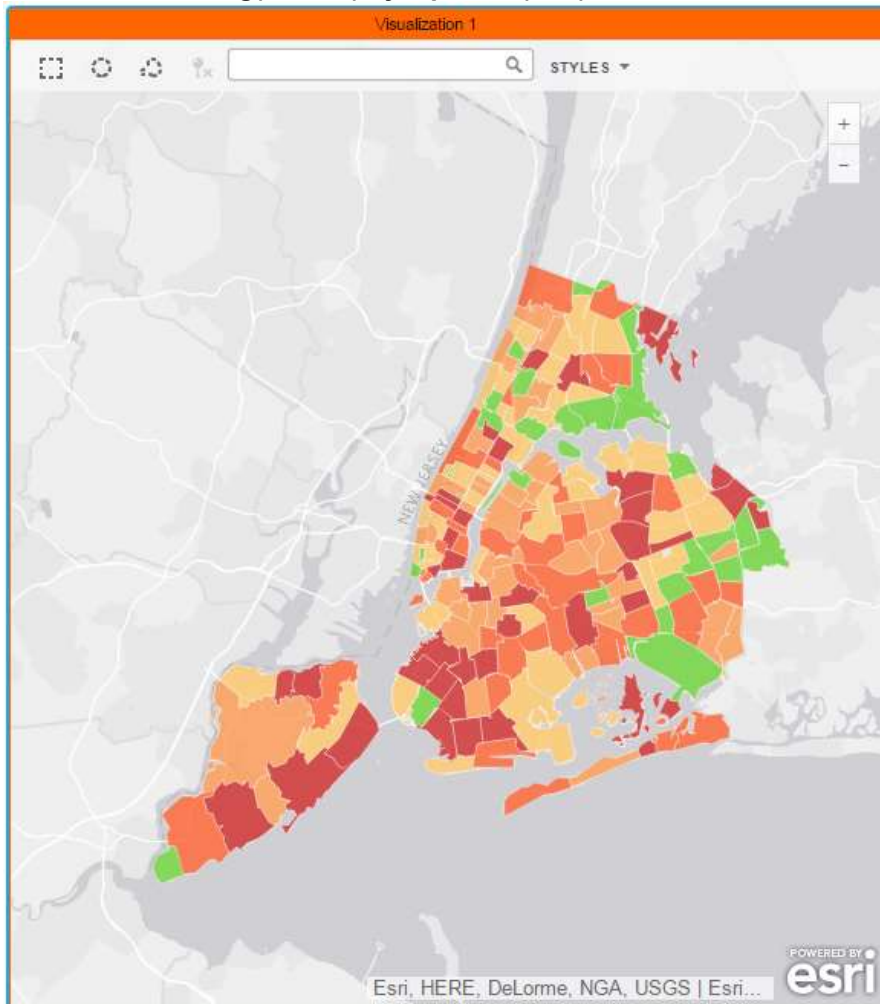 Visualization 1
STYLES
+
−
NEW JERSEY
POWERED BY
esri
Esri, HERE, DeLorme, NGA, USGS | Esri...